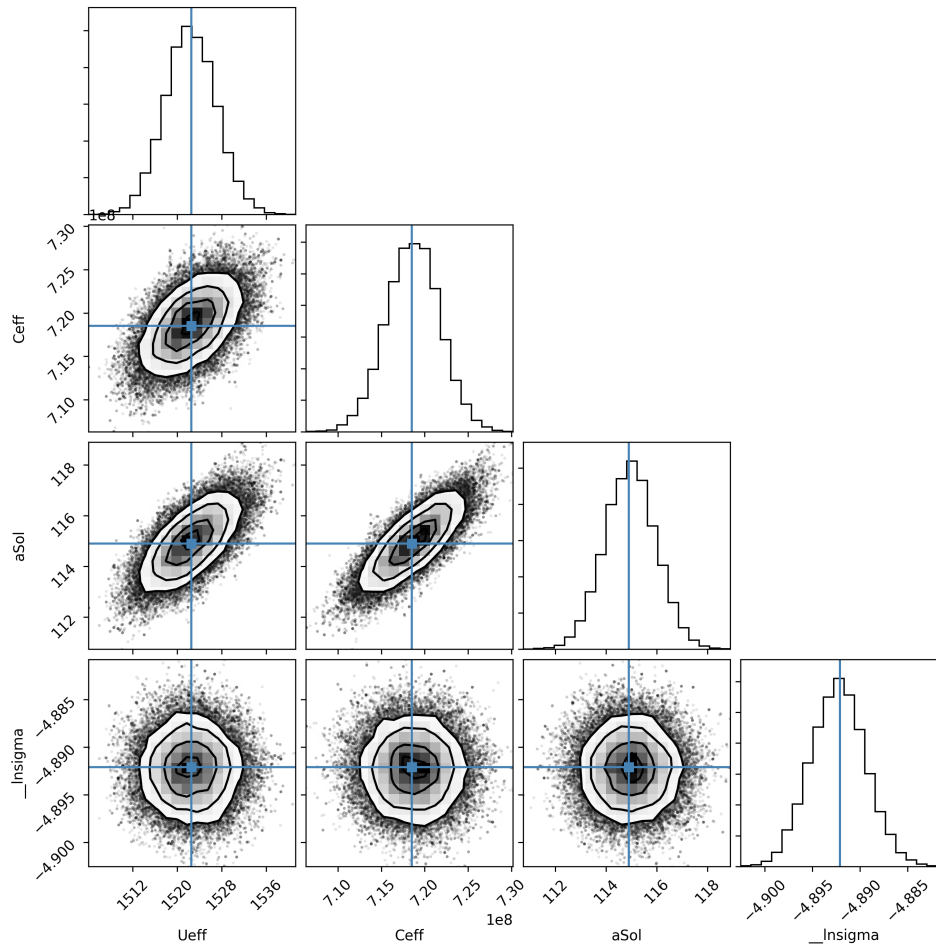 1e8
7.30
7.25
7.20
7.15
7.10
Ceff
118
116
114
112
aSol
−4.885
−4.890
−4.895
−4.900
__lnsigma
1512 1520 1528 1536
Ueff
7.10 7.15 7.20 7.25 7.30
1e8
Ceff
112 114 116 118
aSol
−4.900 −4.895 −4.890 −4.885
__lnsigma